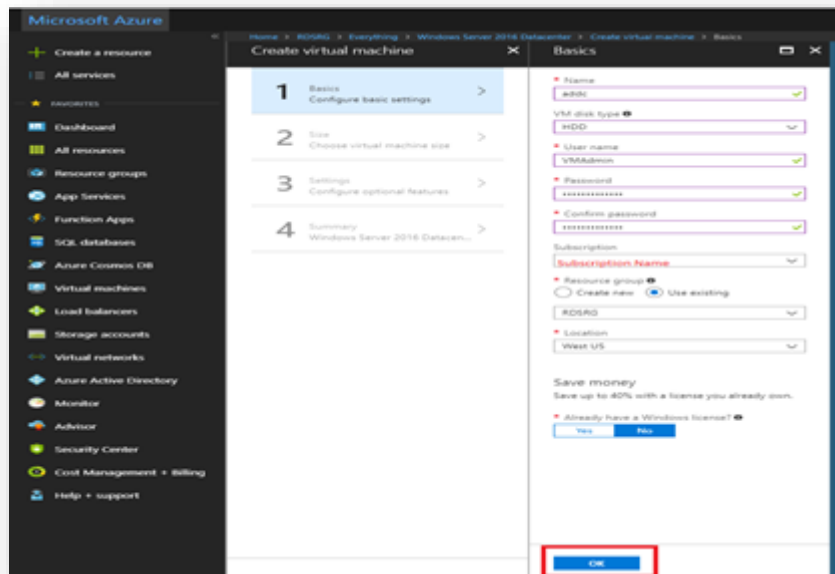 Microsoft Azure
Home > RDSRG > Everything > Windows Server 2016 Datacenter > Create virtual machine > Basics
Create a resource
All services
FAVORITES
Dashboard
All resources
Resource groups
App Services
Function Apps
SQL databases
Azure Cosmos DB
Virtual machines
Load balancers
Storage accounts
Virtual networks
Azure Active Directory
Monitor
Advisor
Security Center
Cost Management + Billing
Help + support
Create virtual machine
1
Basics
Configure basic settings
2
Size
Choose virtual machine size
3
Settings
Configure optional features
4
Summary
Windows Server 2016 Datacen...
Basics
* Name
addc
VM disk type
HDD
* User name
VMAdmin
* Password
•••••••••••••
* Confirm password
•••••••••••••
Subscription
Subscription Name
* Resource group
Create new Use existing
RDSRG
* Location
West US
Save money
Save up to 40% with a license you already own.
* Already have a Windows license?
Yes No
OK